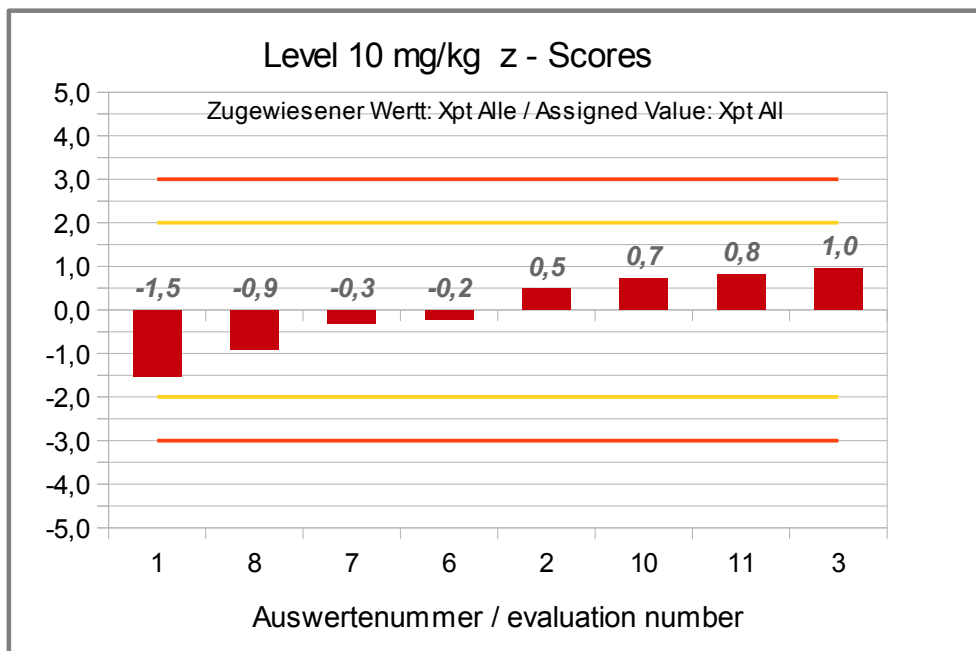 Level 10 mg/kg z - Scores
Zugewiesener Wertt: Xpt Alle / Assigned Value: Xpt All
5,0
4,0
3,0
2,0
1,0
0,0
-1,0
-2,0
-3,0
-4,0
-5,0
-1,5 -0,9 -0,3 -0,2 0,5 0,7 0,8 1,0
1 8 7 6 2 10 11 3
Auswertenummer / evaluation number